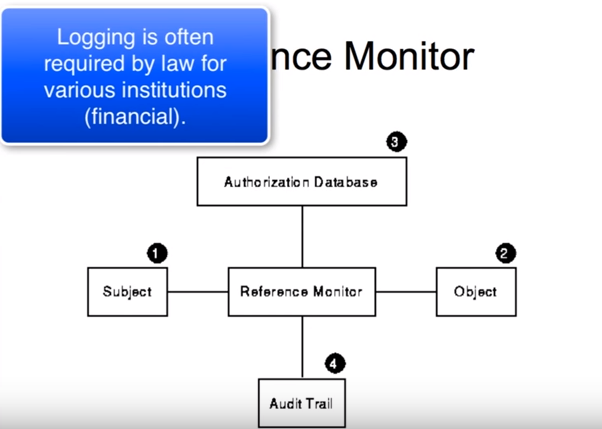 Logging is often
required by law for
various institutions
(financial).
nce Monitor
3
Authorization Database
1
2
Subject
Reference Monitor
Object
4
Audit Trail